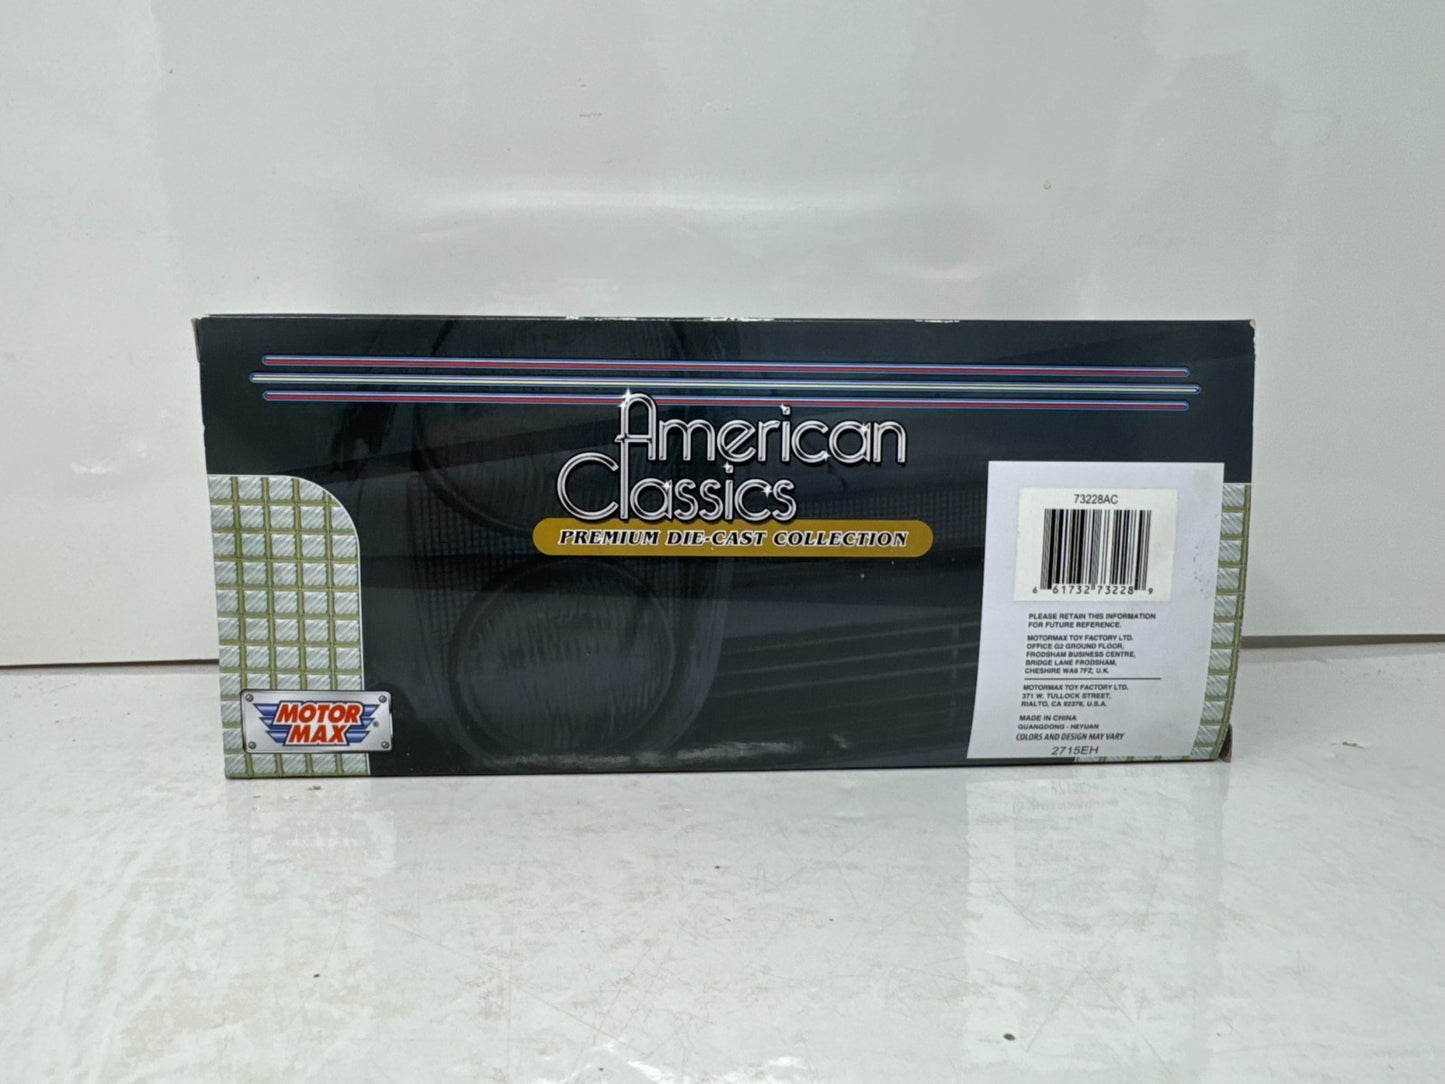 American
Classics
PREMIUM DIE-CAST COLLECTION
MOTOR
MAX
®
73228AC
6 61732 73228 9
PLEASE RETAIN THIS INFORMATION
FOR FUTURE REFERENCE.
MOTORMAX TOY FACTORY LTD.
OFFICE G2 GROUND FLOOR,
FRODSHAM BUSINESS CENTRE,
BRIDGE LANE FRODSHAM,
CHESHIRE WA6 7FZ, U.K.
MOTORMAX TOY FACTORY LTD.
371 W. TULLOCK STREET,
RIALTO, CA 92376, U.S.A.
MADE IN CHINA
GUANGDONG - HEYUAN
COLORS AND DESIGN MAY VARY
2715EH